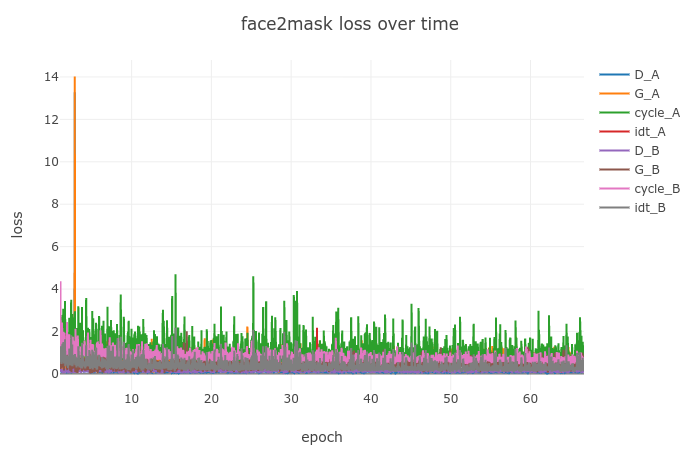 face2mask loss over time
14
12
10
8
6
4
2
0
loss
10
20
30
40
50
60
epoch
D_A
G_A
cycle_A
idt_A
D_B
G_B
cycle_B
idt_B